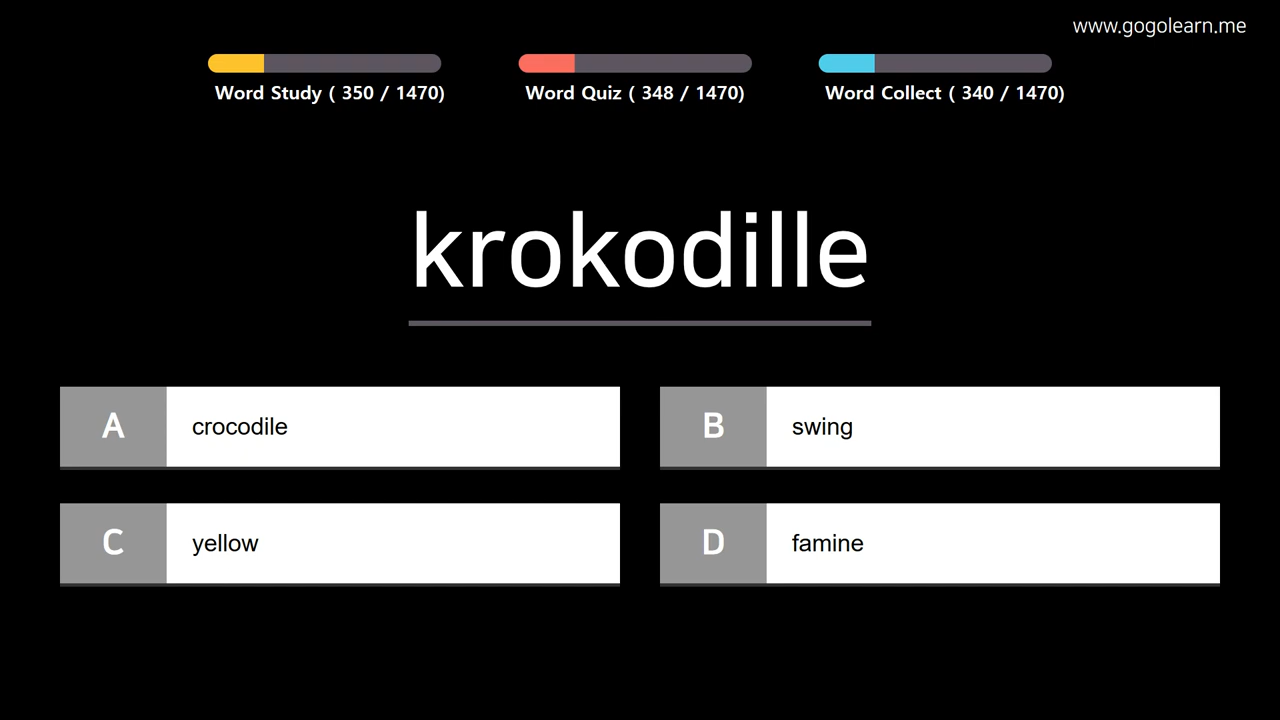 www.gogolearn.me
Word Study ( 350 / 1470)
Word Quiz ( 348 / 1470)
Word Collect ( 340 / 1470)
krokodille
A crocodile
B swing
C yellow
D famine